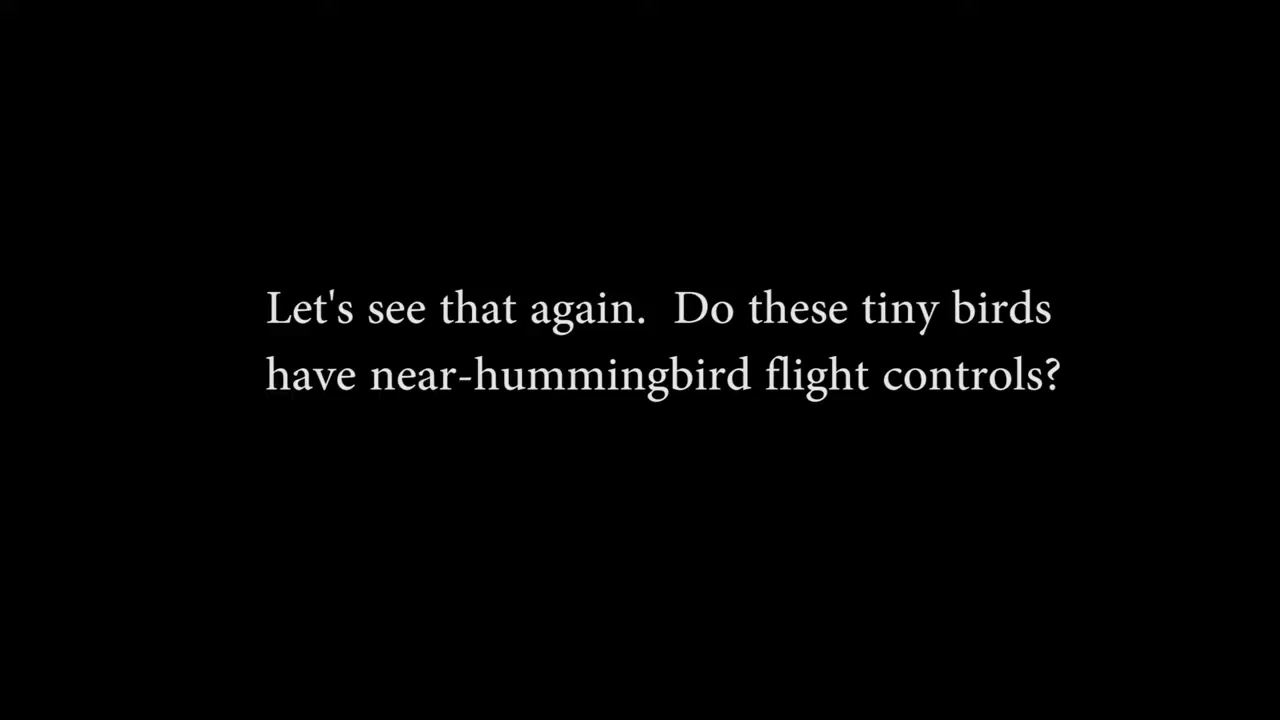 Let's see that again.  Do these tiny birds
have near-hummingbird flight controls?